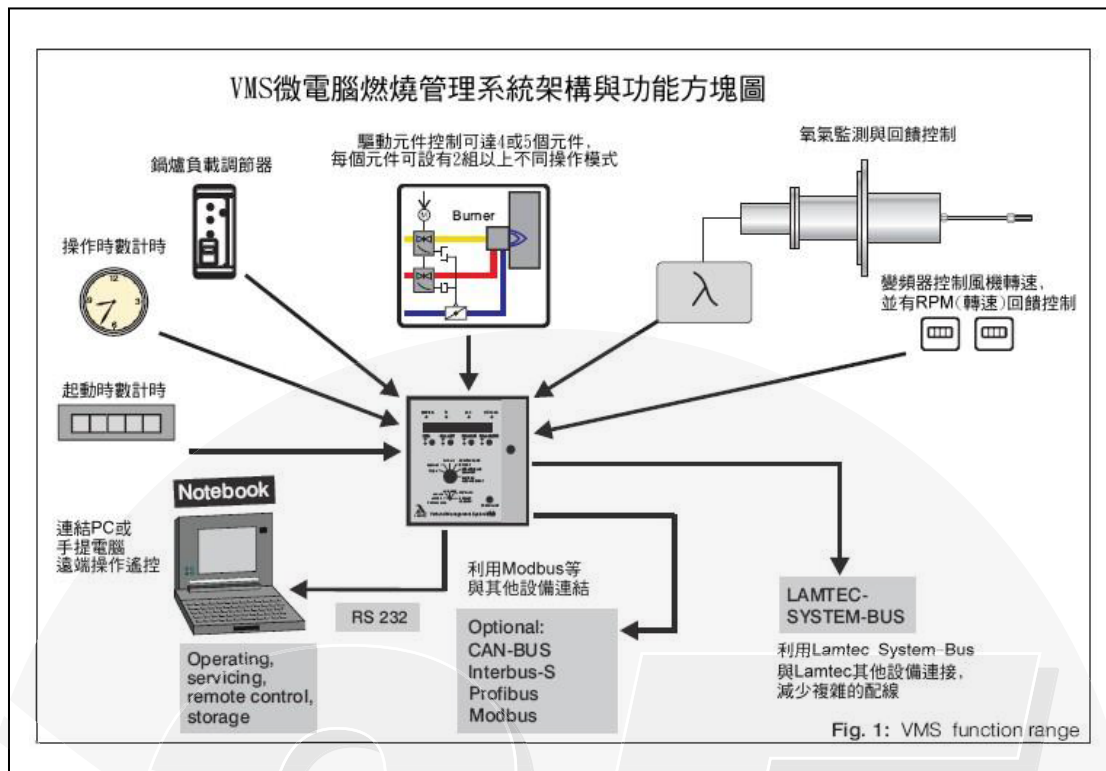 VMS微電腦燃燒管理系統架構與功能方塊圖
驅動元件控制可達4或5個元件,
每個元件可設有2組以上不同操作模式
氧氣監測與回饋控制
鍋爐負載調節器
操作時數計時
12
3
6
9
M
Burner
λ
變頻器控制風機轉速,
並有RPM(轉速)回饋控制
起動時數計時
Notebook
連結PC或
手提電腦
遠端操作遙控
RS 232
Operating,
servicing,
remote control,
storage
利用Modbus等
與其他設備連結
Optional:
CAN-BUS
Interbus-S
Profibus
Modbus
LAMTEC-
SYSTEM-BUS
利用Lamtec System-Bus
與Lamtec其他設備連接,
減少複雜的配線
Fig. 1: VMS function range